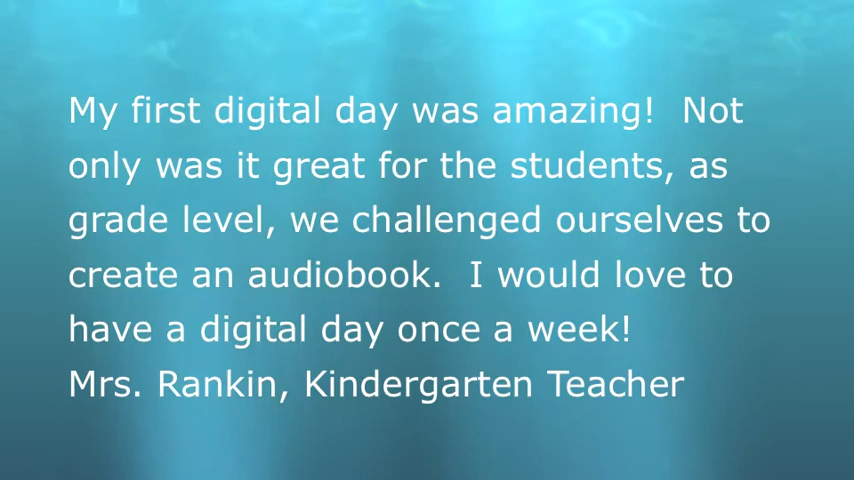 My first digital day was amazing!  Not
only was it great for the students, as
grade level, we challenged ourselves to
create an audiobook.  I would love to
have a digital day once a week!
Mrs. Rankin, Kindergarten Teacher